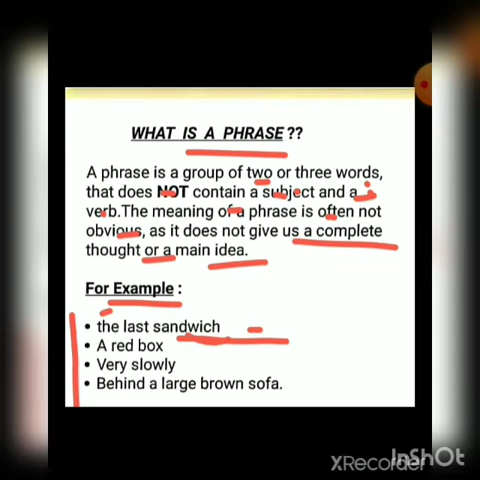 WHAT IS A PHRASE ??
A phrase is a group of two or three words,
that does NOT contain a subject and a
verb.The meaning of a phrase is often not
obvious, as it does not give us a complete
thought or a main idea.
For Example :
• the last sandwich
• A red box
• Very slowly
• Behind a large brown sofa.
XRecorder
InShOt